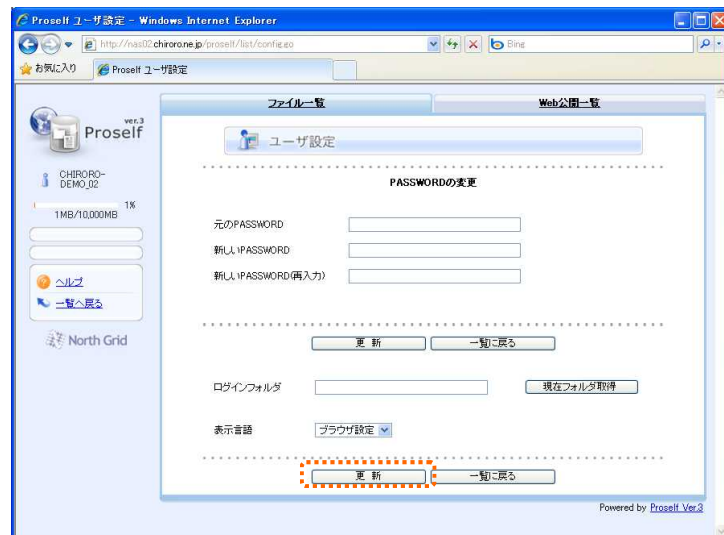 Proself ユーザ設定 - Windows Internet Explorer
http://nas02.chiroro.ne.jp/proself/list/config.go
Bing
お気に入り
Proself ユーザ設定
ファイル一覧
Web公開一覧
ver.3
Proself
ユーザ設定
CHIRORO-
DEMO_02
PASSWORDの変更
1%
1MB/10,000MB
元のPASSWORD
新しいPASSWORD
新しいPASSWORD(再入力)
ヘルプ
一覧へ戻る
North Grid
更 新
一覧に戻る
ログインフォルダ
現在フォルダ取得
表示言語
ブラウザ設定
更 新
一覧に戻る
Powered by Proself Ver.3